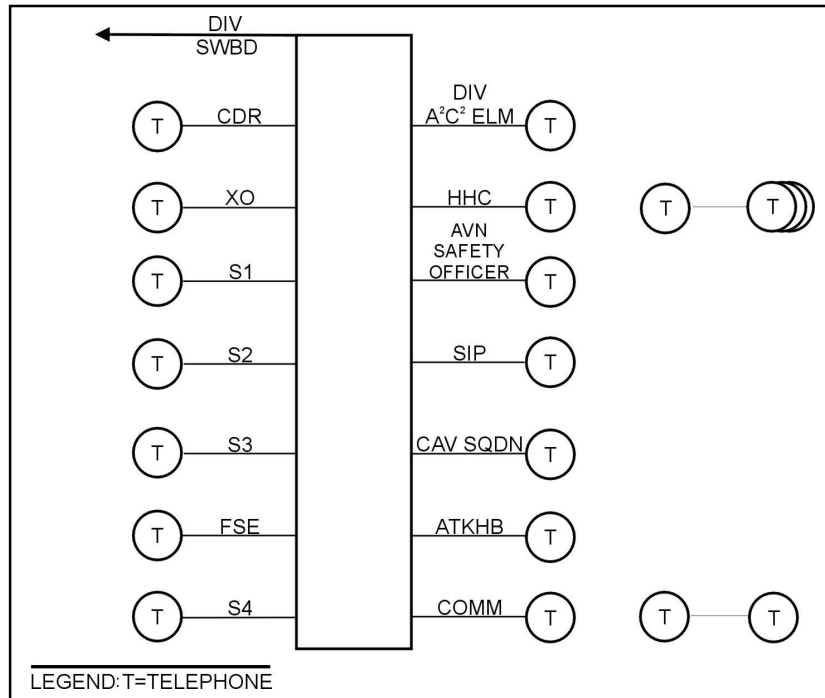 DIV
SWBD
T CDR
DIV
A²C² ELM T
T XO
HHC T T T
AVN
SAFETY
OFFICER T
T S1
T S2
SIP T
T S3
CAV SQDN T
T FSE
ATKHB T
T S4
COMM T T T
LEGEND: T=TELEPHONE